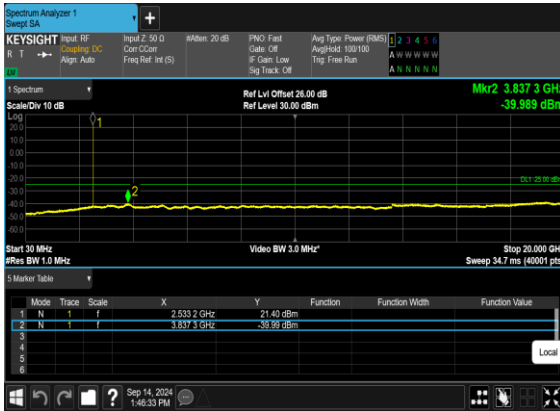 Spectrum Analyzer 1
Swept SA
+
KEYSIGHT Input: RF Input Z: 50 Ω #Atten: 20 dB PNO: Fast Avg Type: Power (RMS) 1 2 3 4 5 6
R T Coupling: DC Corr CCorr Gate: Off Avg|Hold: 100/100 A W W W W W
Align: Auto Freq Ref: Int (S) IF Gain: Low Trig: Free Run
LXI Sig Track: Off A N N N N N
1 Spectrum Ref Lvl Offset 26.00 dB Mkr2 3.837 3 GHz
Scale/Div 10 dB Ref Level 30.00 dBm -39.989 dBm
Log
20.0 1
10.0
0.00
-10.0
-20.0 DL1 -25.00 dBm
-30.0 2
-40.0
-50.0
-60.0
Start 30 MHz Video BW 3.0 MHz* Stop 20.000 GHz
#Res BW 1.0 MHz Sweep 34.7 ms (40001 pts)
5 Marker Table
Mode Trace Scale X Y Function Function Width Function Value
1 N 1 f 2.533 2 GHz 21.40 dBm
2 N 1 f 3.837 3 GHz -39.99 dBm
3
4
5
6
Local
? Sep 14, 2024
1:46:33 PM